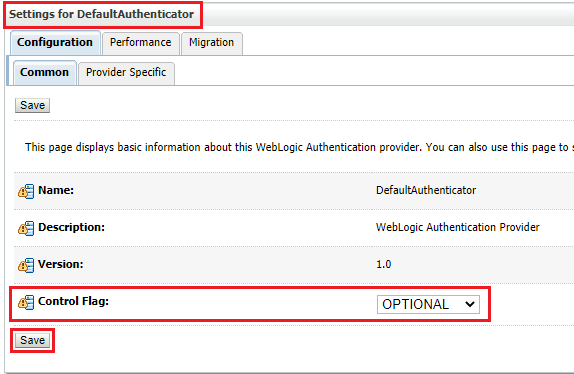 Settings for DefaultAuthenticator
Configuration Performance Migration
Common Provider Specific
Save
This page displays basic information about this WebLogic Authentication provider. You can also use this page to
Name: DefaultAuthenticator
Description: WebLogic Authentication Provider
Version: 1.0
Control Flag: OPTIONAL
Save